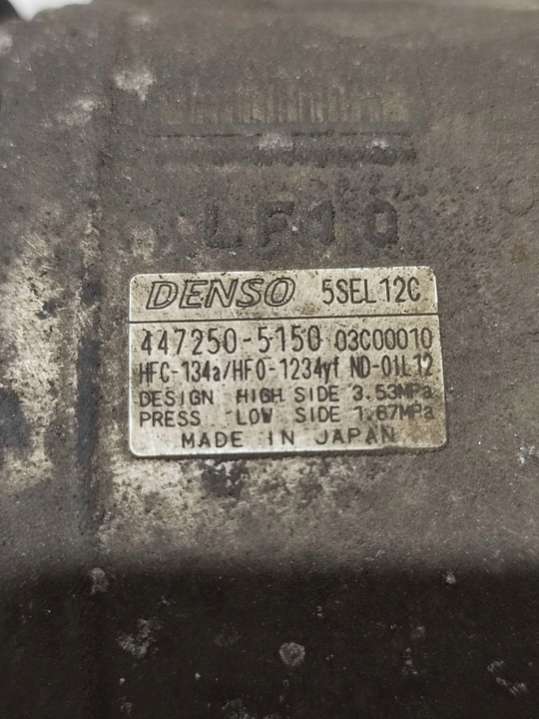 LF10
DENSO 5SEL12C
447250-5150 03C00010
HFC-134a/HFO-1234yf ND-OIL12
DESIGN HIGH SIDE 3.53MPa
PRESS LOW SIDE 1.67MPa
MADE IN JAPAN